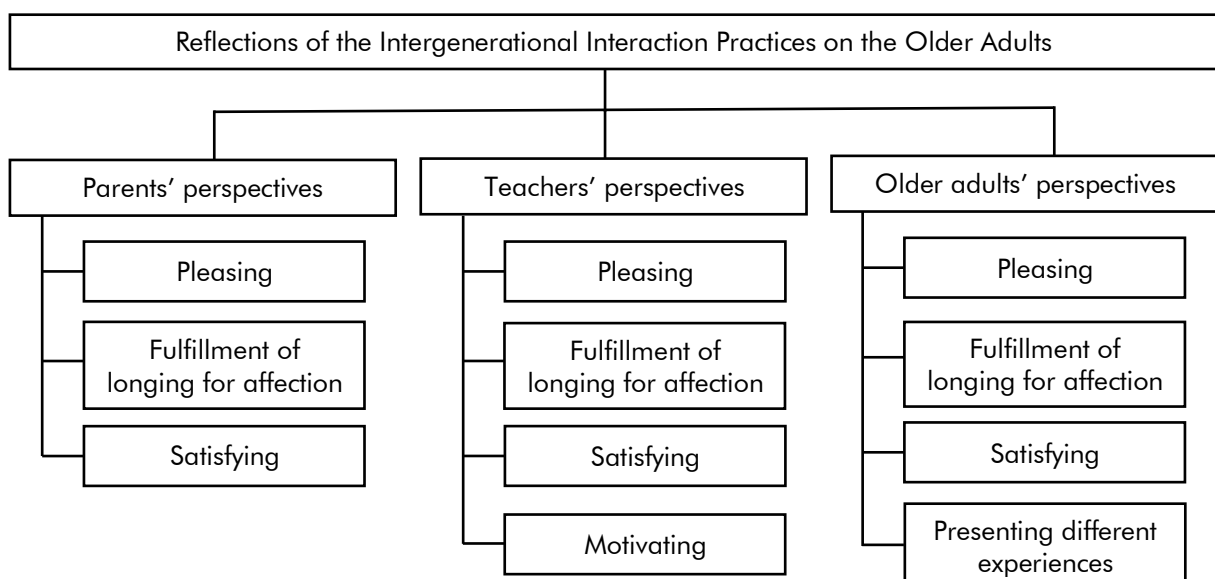 Reflections of the Intergenerational Interaction Practices on the Older Adults
Parents’ perspectives
Pleasing
Fulfillment of
longing for affection
Satisfying
Teachers’ perspectives
Pleasing
Fulfillment of
longing for affection
Satisfying
Motivating
Older adults’ perspectives
Pleasing
Fulfillment of
longing for affection
Satisfying
Presenting different
experiences